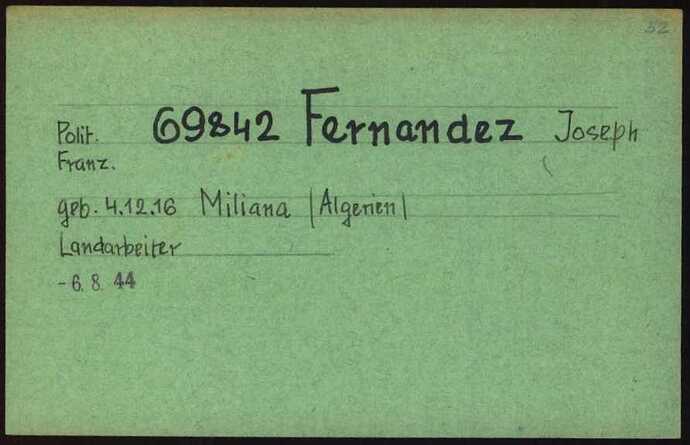 52
Polit. 69842 Fernandez Joseph
Franz.
geb. 4.12.16 Miliana (Algerien)
Landarbeiter
- 6. 8. 44